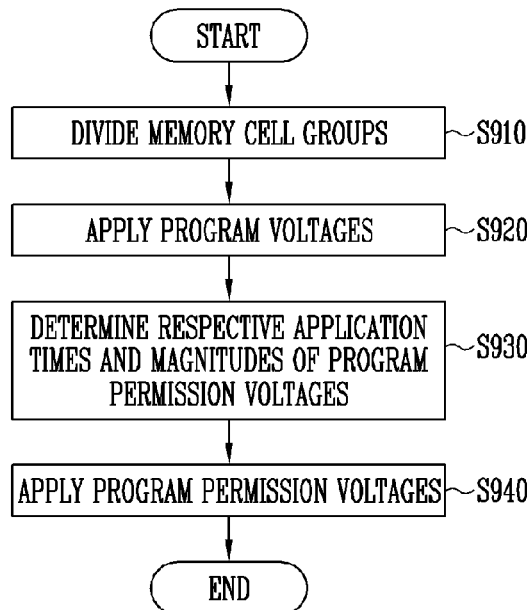 START
DIVIDE MEMORY CELL GROUPS
S910
APPLY PROGRAM VOLTAGES
S920
DETERMINE RESPECTIVE APPLICATION
TIMES AND MAGNITUDES OF PROGRAM
PERMISSION VOLTAGES
S930
APPLY PROGRAM PERMISSION VOLTAGES
S940
END